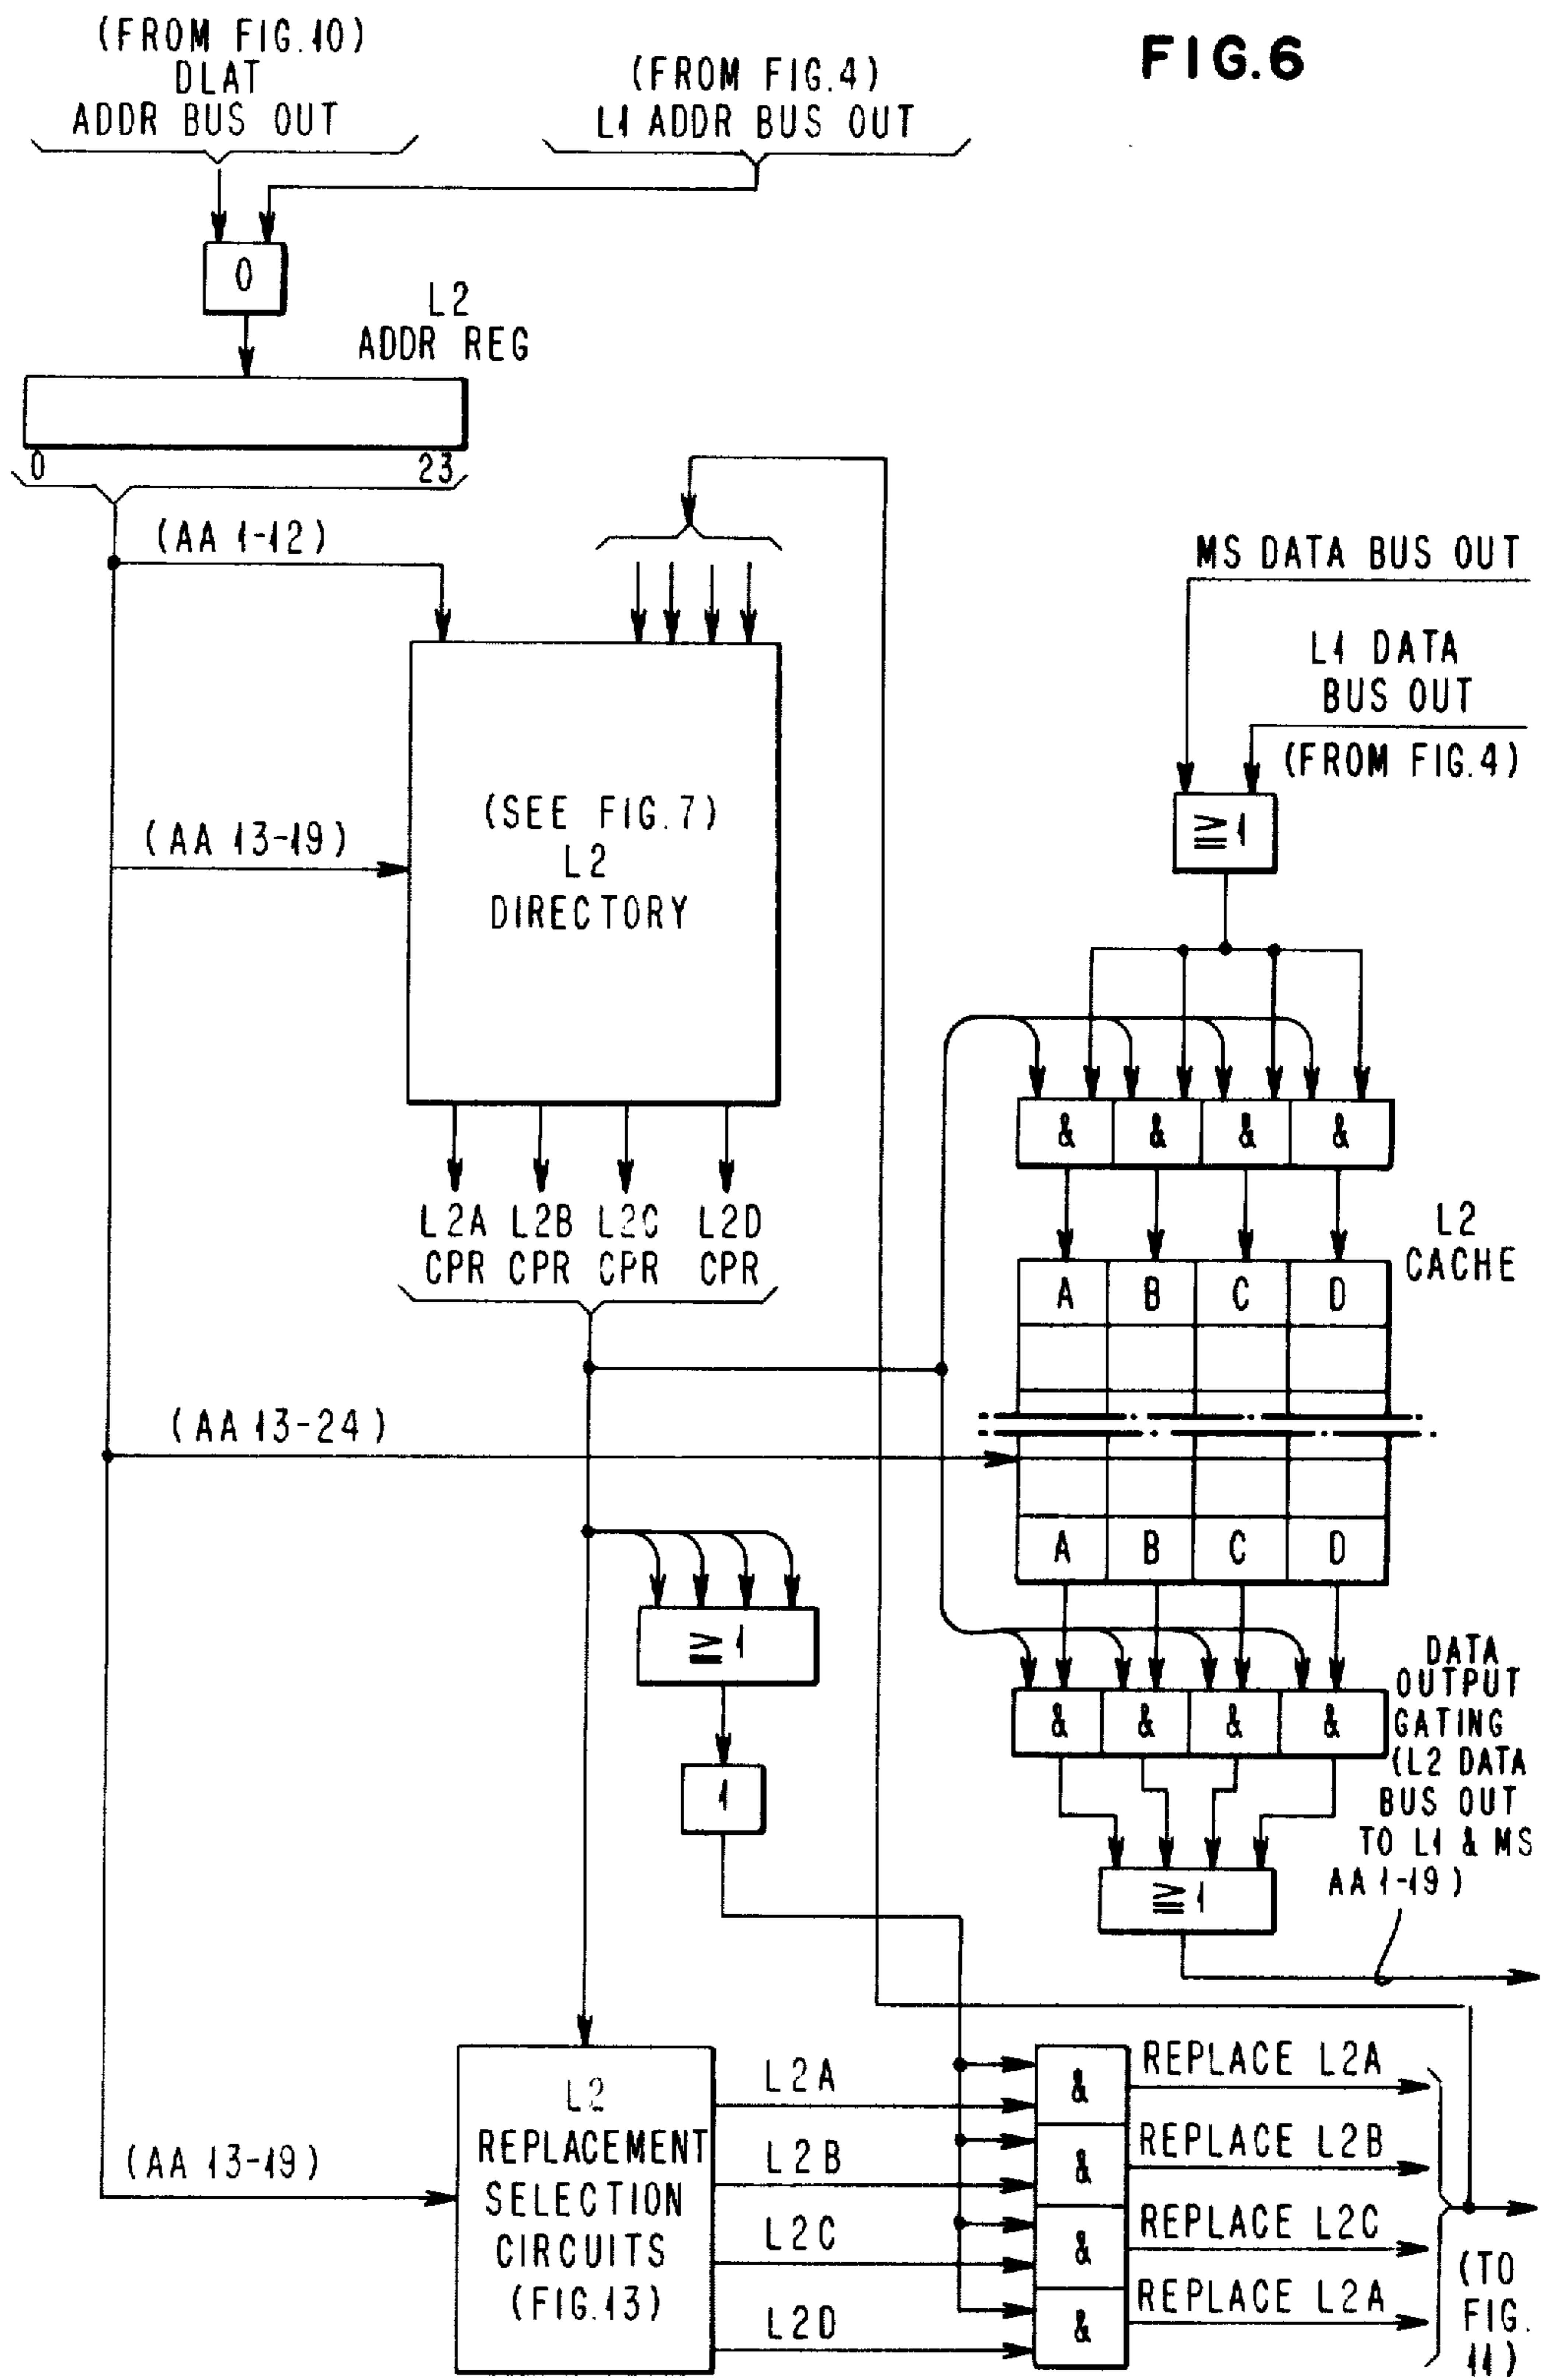 FIG.6
(FROM FIG.10)
DLAT
ADDR BUS OUT
(FROM FIG.4)
L1 ADDR BUS OUT
0
L2
ADDR REG
0
23
(AA 1-12)
MS DATA BUS OUT
L1 DATA
BUS OUT
(FROM FIG.4)
≧1
(AA 13-19)
(SEE FIG.7)
L2
DIRECTORY
& & & &
L2A L2B L2C L2D
CPR CPR CPR CPR
L2
CACHE
A B C D
(AA 13-24)
A B C D
≧1
& & & &
DATA
OUTPUT
GATING
(L2 DATA
BUS OUT
TO L1 & MS
AA 1-19)
1
≧1
L2
REPLACEMENT
SELECTION
CIRCUITS
(FIG.13)
(AA 13-19)
L2A
L2B
L2C
L2D
&
&
&
&
REPLACE L2A
REPLACE L2B
REPLACE L2C
REPLACE L2A
(TO
FIG.
11)